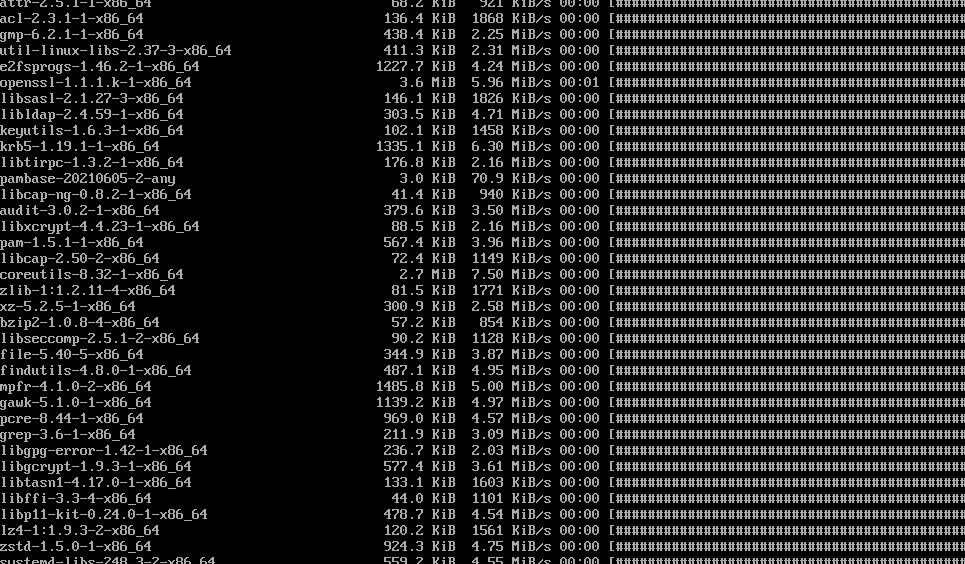 attr-2.5.1-1-x86_64 68.2 KiB 921 KiB/s 00:00 [############################################
acl-2.3.1-1-x86_64 136.4 KiB 1868 KiB/s 00:00 [############################################
gmp-6.2.1-1-x86_64 438.4 KiB 2.25 MiB/s 00:00 [############################################
util-linux-libs-2.37-3-x86_64 411.3 KiB 2.31 MiB/s 00:00 [############################################
e2fsprogs-1.46.2-1-x86_64 1227.7 KiB 4.24 MiB/s 00:00 [############################################
openssl-1.1.1.k-1-x86_64 3.6 MiB 5.96 MiB/s 00:01 [############################################
libsasl-2.1.27-3-x86_64 146.1 KiB 1826 KiB/s 00:00 [############################################
libldap-2.4.59-1-x86_64 303.5 KiB 4.71 MiB/s 00:00 [############################################
keyutils-1.6.3-1-x86_64 102.1 KiB 1458 KiB/s 00:00 [############################################
krb5-1.19.1-1-x86_64 1335.1 KiB 6.30 MiB/s 00:00 [############################################
libtirpc-1.3.2-1-x86_64 176.8 KiB 2.16 MiB/s 00:00 [############################################
pambase-20210605-2-any 3.0 KiB 70.9 KiB/s 00:00 [############################################
libcap-ng-0.8.2-1-x86_64 41.4 KiB 940 KiB/s 00:00 [############################################
audit-3.0.2-1-x86_64 379.6 KiB 3.50 MiB/s 00:00 [############################################
libxcrypt-4.4.23-1-x86_64 88.5 KiB 2.16 MiB/s 00:00 [############################################
pam-1.5.1-1-x86_64 567.4 KiB 3.96 MiB/s 00:00 [############################################
libcap-2.50-2-x86_64 72.4 KiB 1149 KiB/s 00:00 [############################################
coreutils-8.32-1-x86_64 2.7 MiB 7.50 MiB/s 00:00 [############################################
zlib-1:1.2.11-4-x86_64 81.5 KiB 1771 KiB/s 00:00 [############################################
xz-5.2.5-1-x86_64 300.9 KiB 2.58 MiB/s 00:00 [############################################
bzip2-1.0.8-4-x86_64 57.2 KiB 854 KiB/s 00:00 [############################################
libseccomp-2.5.1-2-x86_64 90.2 KiB 1128 KiB/s 00:00 [############################################
file-5.40-5-x86_64 344.9 KiB 3.87 MiB/s 00:00 [############################################
findutils-4.8.0-1-x86_64 487.1 KiB 4.95 MiB/s 00:00 [############################################
mpfr-4.1.0-2-x86_64 1485.8 KiB 5.00 MiB/s 00:00 [############################################
gawk-5.1.0-1-x86_64 1139.2 KiB 4.97 MiB/s 00:00 [############################################
pcre-8.44-1-x86_64 969.0 KiB 4.57 MiB/s 00:00 [############################################
grep-3.6-1-x86_64 211.9 KiB 3.09 MiB/s 00:00 [############################################
libgpg-error-1.42-1-x86_64 236.7 KiB 2.03 MiB/s 00:00 [############################################
libgcrypt-1.9.3-1-x86_64 577.4 KiB 3.61 MiB/s 00:00 [############################################
libtasn1-4.17.0-1-x86_64 133.1 KiB 1603 KiB/s 00:00 [############################################
libffi-3.3-4-x86_64 44.0 KiB 1101 KiB/s 00:00 [############################################
libp11-kit-0.24.0-1-x86_64 478.7 KiB 4.54 MiB/s 00:00 [############################################
lz4-1:1.9.3-2-x86_64 120.2 KiB 1561 KiB/s 00:00 [############################################
zstd-1.5.0-1-x86_64 924.3 KiB 4.75 MiB/s 00:00 [############################################
systemd-libs-248.3-2-x86_64 559.2 KiB 4.55 MiB/s 00:00 [############################################